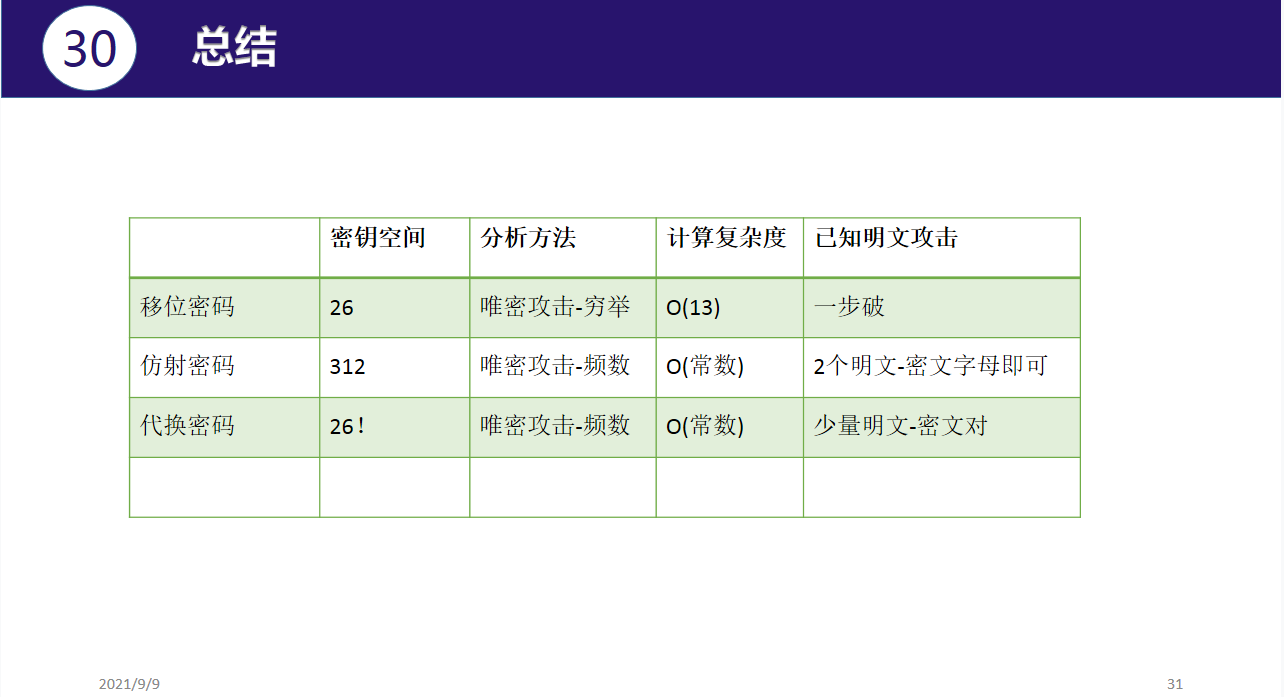 30 总结
密钥空间 分析方法 计算复杂度 已知明文攻击
移位密码 26 唯密攻击-穷举 O(13) 一步破
仿射密码 312 唯密攻击-频数 O(常数) 2个明文-密文字母即可
代换密码 26！ 唯密攻击-频数 O(常数) 少量明文-密文对
2021/9/9 31